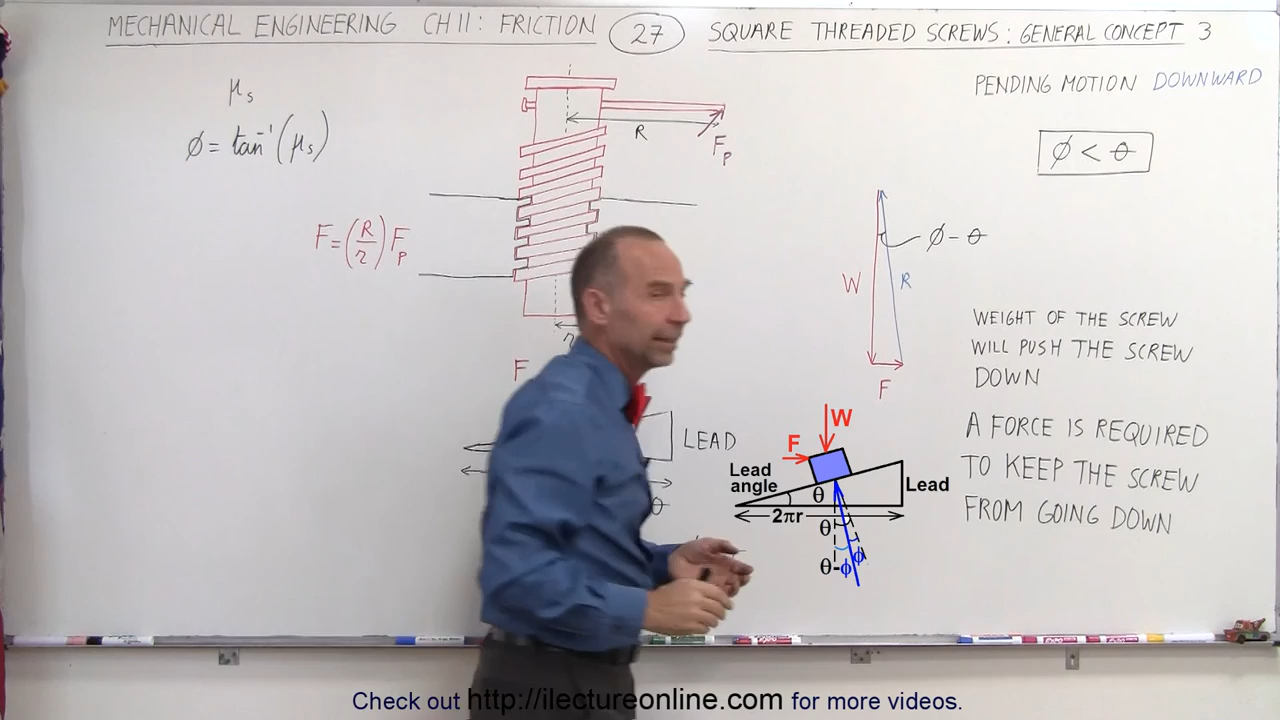 MECHANICAL ENGINEERING CH 11: FRICTION 27 SQUARE THREADED SCREWS: GENERAL CONCEPT 3
PENDING MOTION DOWNWARD
μs
ϕ = tan⁻¹(μs)
R
Fp
ϕ < θ
F = (R/r) Fp
ϕ - θ
W
R
F
r
F
LEAD
θ
WEIGHT OF THE SCREW
WILL PUSH THE SCREW
DOWN
A FORCE IS REQUIRED
TO KEEP THE SCREW
FROM GOING DOWN
W
F
Lead
angle
θ
Lead
2πr
θ
ϕ
θ-ϕ
Check out http://ilectureonline.com for more videos.